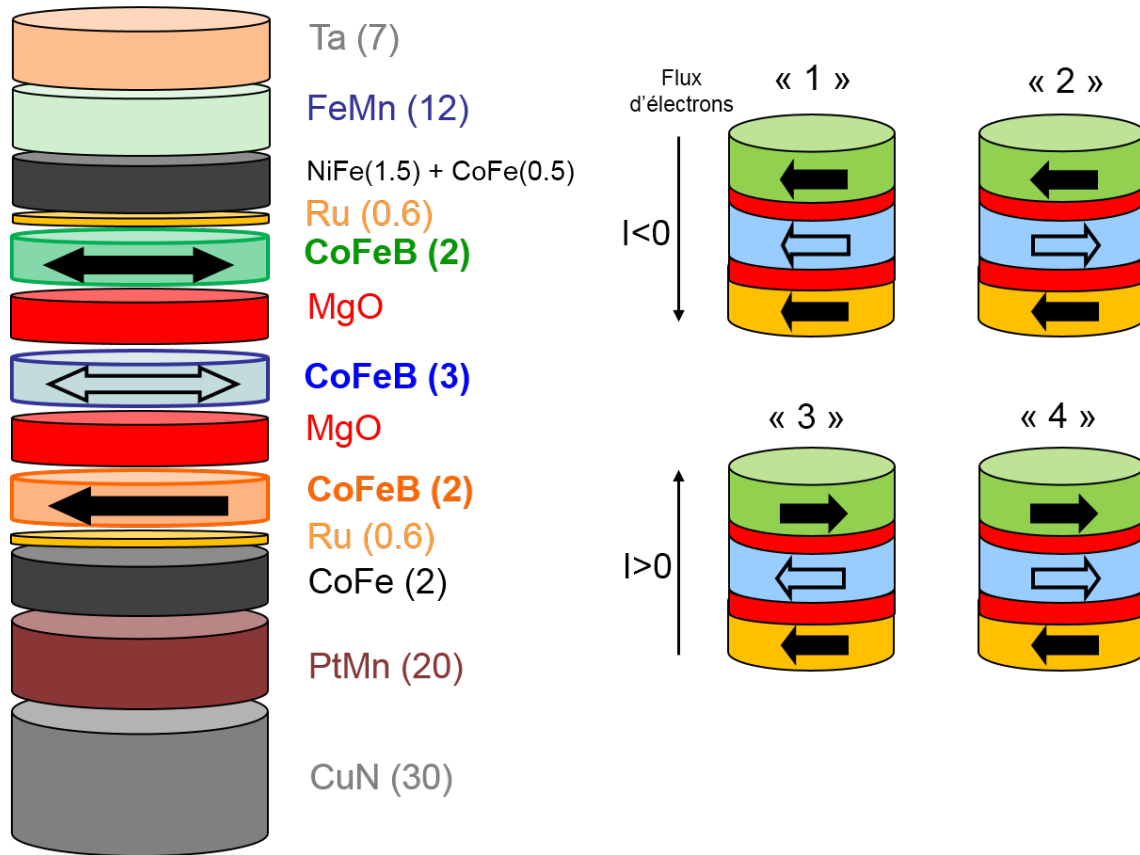 Ta (7)
FeMn (12)
NiFe(1.5) + CoFe(0.5)
Ru (0.6)
CoFeB (2)
MgO
CoFeB (3)
MgO
CoFeB (2)
Ru (0.6)
CoFe (2)
PtMn (20)
CuN (30)
Flux
d'électrons
« 1 »
« 2 »
I<0
« 3 »
« 4 »
I>0